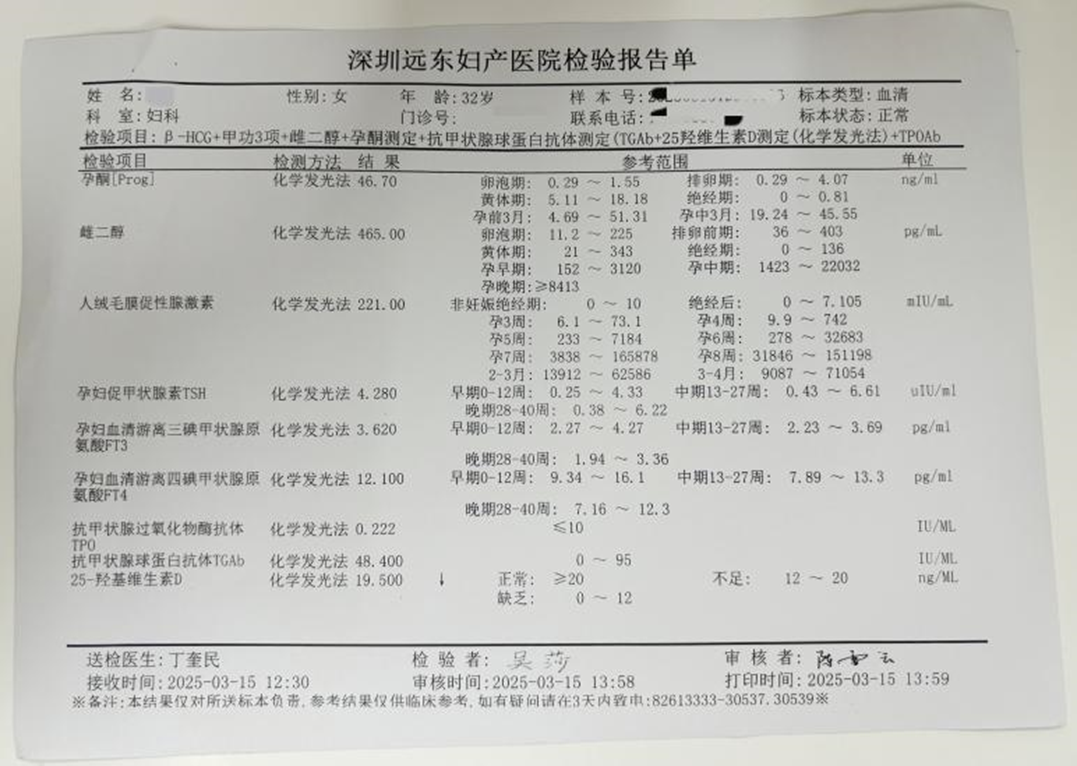 深圳远东妇产医院检验报告单
姓 名: 性别:女 年 龄:32岁 样 本 号: 标本类型:血清
科 室:妇科 门诊号: 联系电话: 标本状态:正常
检验项目:β-HCG+甲功3项+雌二醇+孕酮测定+抗甲状腺球蛋白抗体测定(TGAb+25羟维生素D测定(化学发光法)+TPOAb
检验项目 检测方法 结 果 参考范围 单位
孕酮[Prog] 化学发光法 46.70 卵泡期: 0.29 ~ 1.55 排卵期: 0.29 ~ 4.07 ng/ml
黄体期: 5.11 ~ 18.18 绝经期: 0 ~ 0.81
孕前3月: 4.69 ~ 51.31 孕中3月: 19.24 ~ 45.55
雌二醇 化学发光法 465.00 卵泡期: 11.2 ~ 225 排卵前期: 36 ~ 403 pg/mL
黄体期: 21 ~ 343 绝经期: 0 ~ 136
孕早期: 152 ~ 3120 孕中期: 1423 ~ 22032
孕晚期:≥8413
人绒毛膜促性腺激素 化学发光法 221.00 非妊娠绝经期: 0 ~ 10 绝经后: 0 ~ 7.105 mIU/mL
孕3周: 6.1 ~ 73.1 孕4周: 9.9 ~ 742
孕5周: 233 ~ 7184 孕6周: 278 ~ 32683
孕7周: 3838 ~ 165878 孕8周: 31846 ~ 151198
2-3月: 13912 ~ 62586 3-4月: 9087 ~ 71054
孕妇促甲状腺素TSH 化学发光法 4.280 早期0-12周: 0.25 ~ 4.33 中期13-27周: 0.43 ~ 6.61 uIU/ml
晚期28-40周: 0.38 ~ 6.22
孕妇血清游离三碘甲状腺原 化学发光法 3.620 早期0-12周: 2.27 ~ 4.27 中期13-27周: 2.23 ~ 3.69 pg/ml
氨酸FT3
晚期28-40周: 1.94 ~ 3.36
孕妇血清游离四碘甲状腺原 化学发光法 12.100 早期0-12周: 9.34 ~ 16.1 中期13-27周: 7.89 ~ 13.3 pg/ml
氨酸FT4
晚期28-40周: 7.16 ~ 12.3
抗甲状腺过氧化物酶抗体 化学发光法 0.222 ≤10 IU/ML
TPO
抗甲状腺球蛋白抗体TGAb 化学发光法 48.400 0 ~ 95 IU/ML
25-羟基维生素D 化学发光法 19.500 ↓ 正常: ≥20 不足: 12 ~ 20 ng/ML
缺乏: 0 ~ 12
送检医生:丁奎民 检 验 者: 吴莎 审 核 者:
接收时间:2025-03-15 12:30 审核时间:2025-03-15 13:58 打印时间:2025-03-15 13:59
※备注:本结果仅对所送标本负责,参考结果仅供临床参考,如有疑问请在3天内致电:82613333-30537.30539※